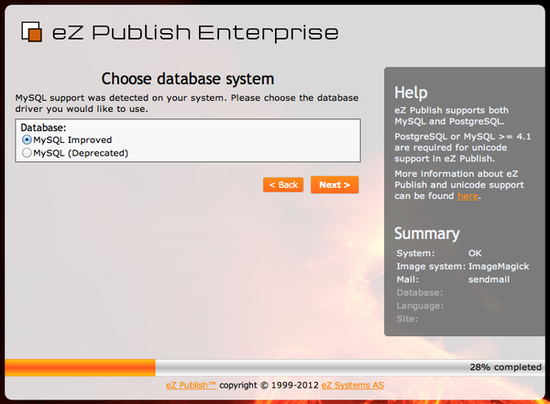 eZ Publish Enterprise
Choose database system
MySQL support was detected on your system. Please choose the database
driver you would like to use.
Database:
MySQL Improved
MySQL (Deprecated)
< Back
Next >
Help
eZ Publish supports both
MySQL and PostgreSQL.
PostgreSQL or MySQL >= 4.1
are required for unicode
support in eZ Publish.
More information about eZ
Publish and unicode support
can be found here.
Summary
System: OK
Image system: ImageMagick
Mail: sendmail
Database:
Language:
Site:
28% completed
eZ Publish™ copyright © 1999-2012 eZ Systems AS